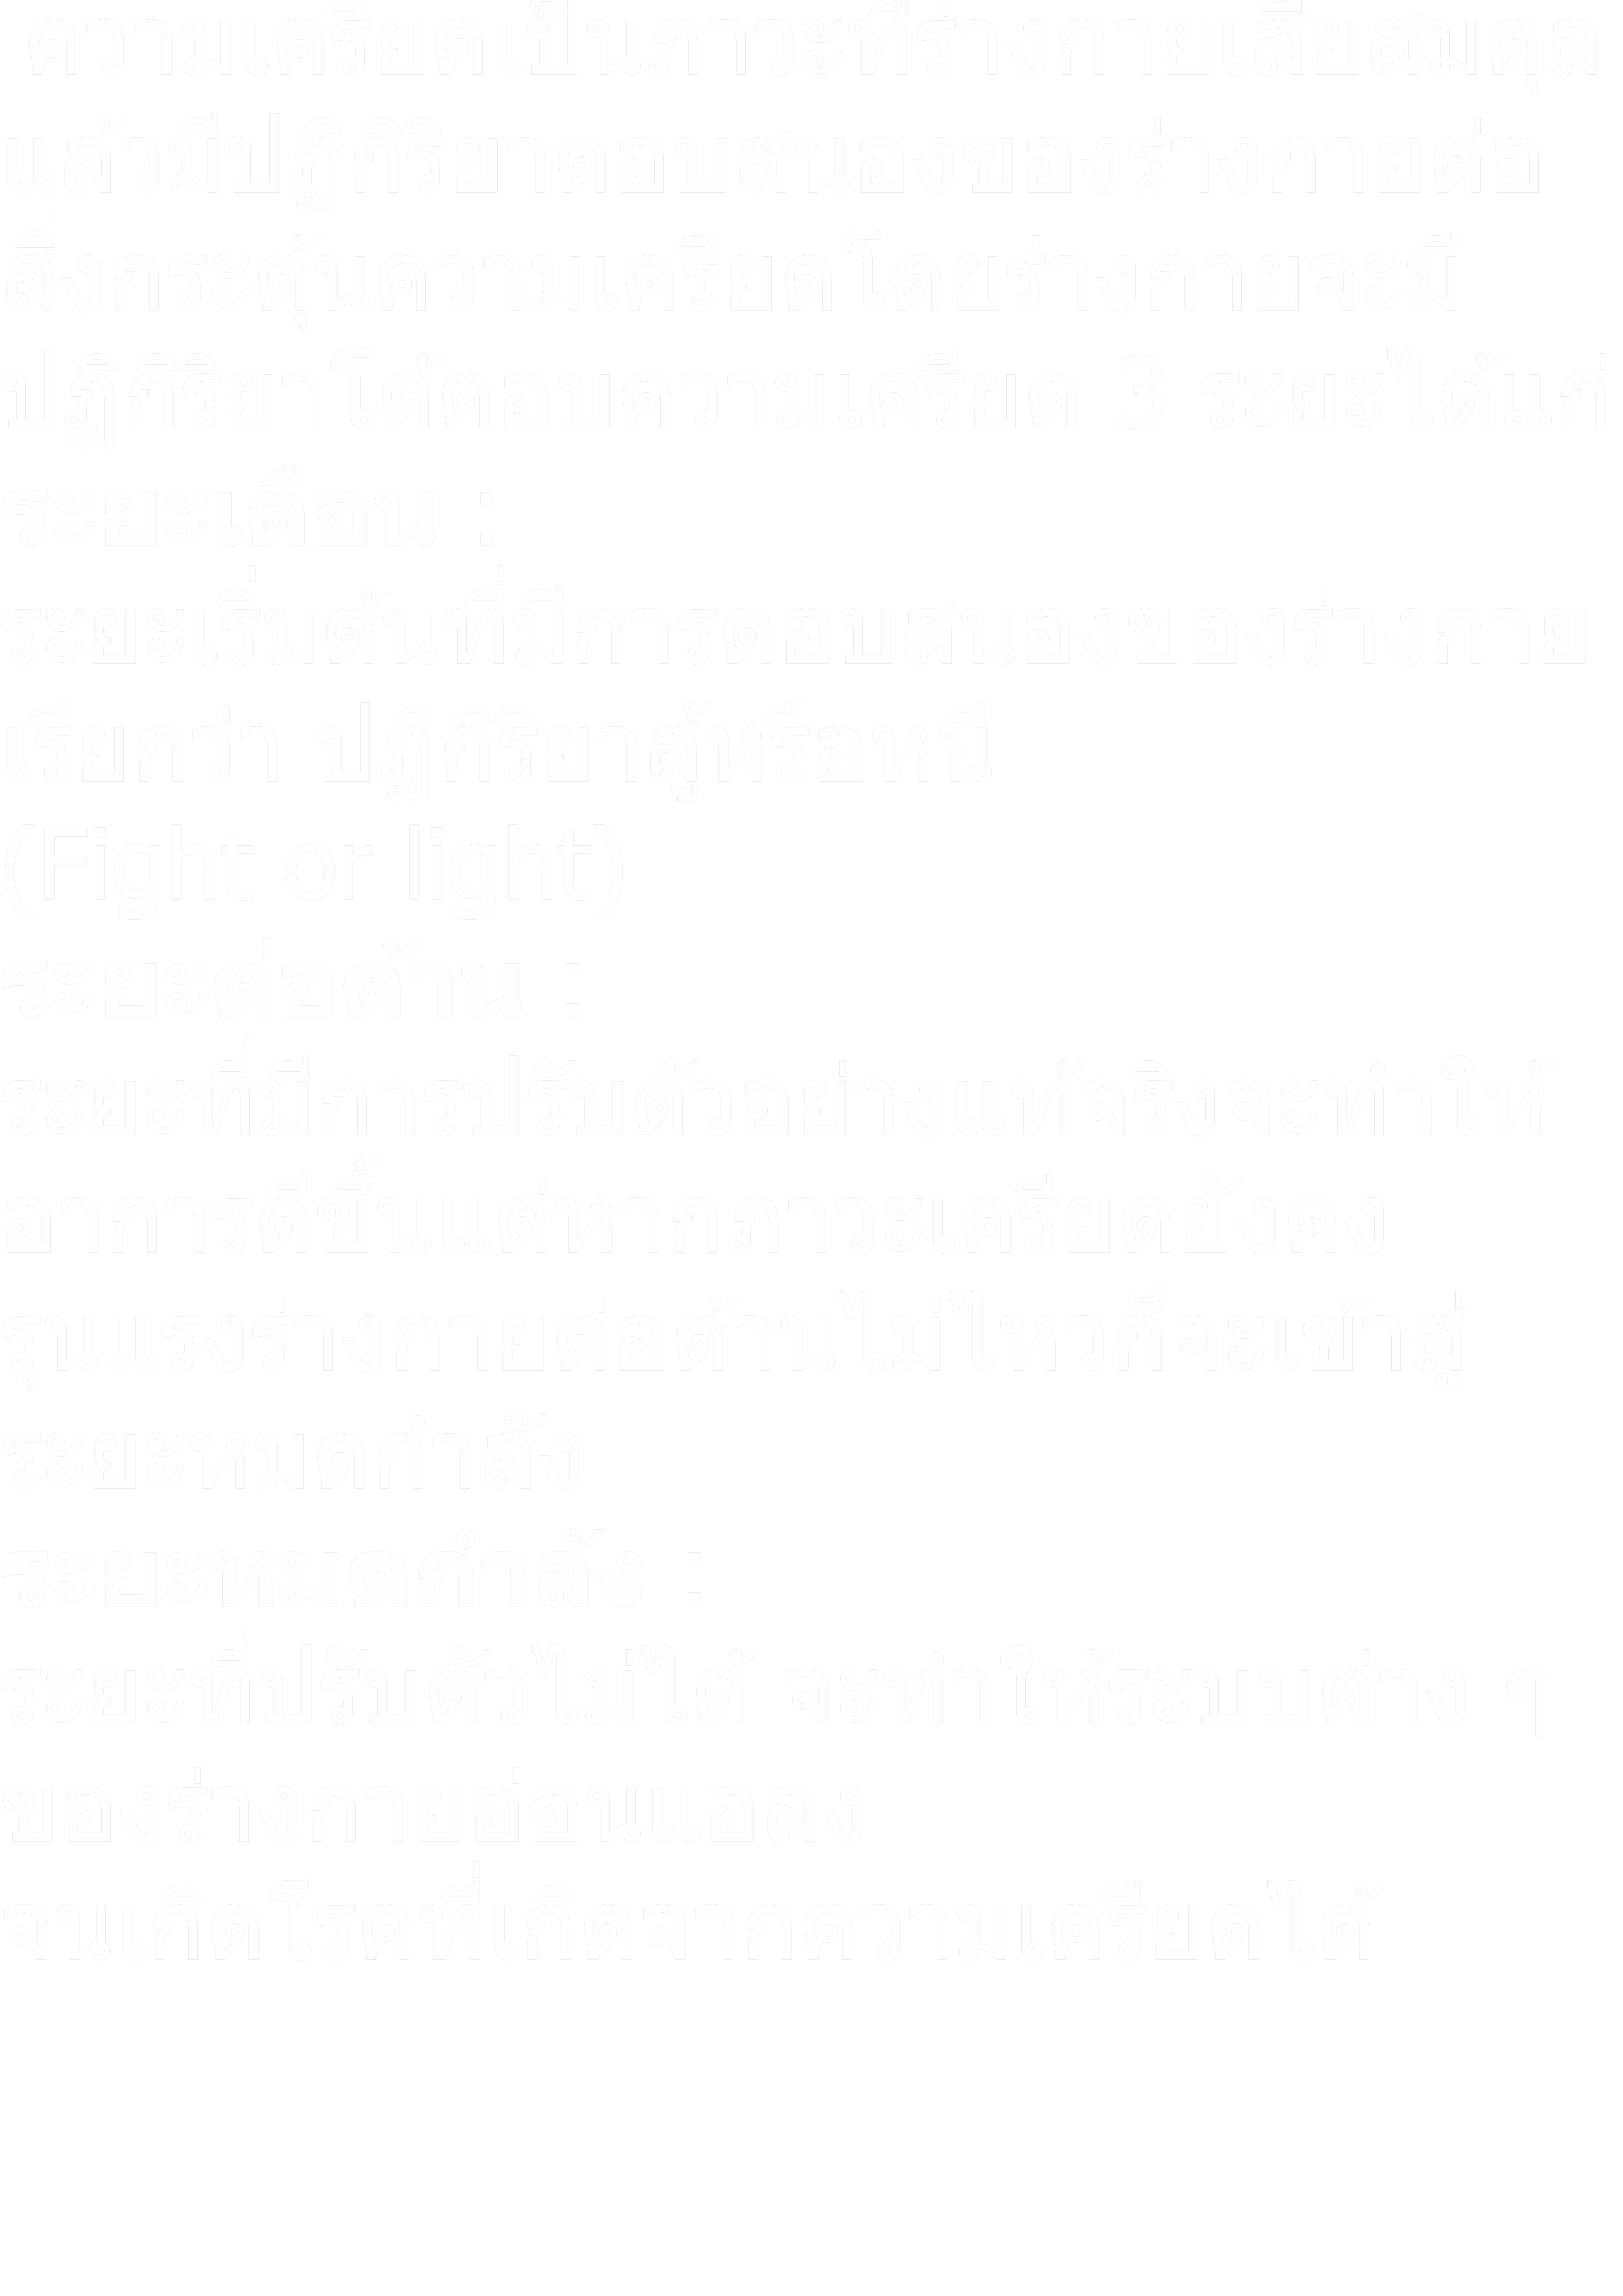 ความเครียดเป็นภาวะที่ร่างกายเสียสมดุล
แล้วมีปฏิกิริยาตอบสนองของร่างกายต่อ
สิ่งกระตุ้นความเครียดโดยร่างกายจะมี
ปฏิกิริยาโต้ตอบความเครียด 3 ระยะได้แก่
ระยะเตือน :
ระยะเริ่มต้นที่มีการตอบสนองของร่างกาย
เรียกว่า ปฏิกิริยาสู้หรือหนี
(Fight or light)
ระยะต่อต้าน :
ระยะที่มีการปรับตัวอย่างแท้จริงจะทำให้
อาการดีขึ้นแต่หากภาวะเครียดยังคง
รุนแรงร่างกายต่อต้านไม่ไหวก็จะเข้าสู่
ระยะหมดกำลัง
ระยะหมดกำลัง :
ระยะที่ปรับตัวไม่ได้ จะทำให้ระบบต่าง ๆ
ของร่างกายอ่อนแอลง
จนเกิดโรคที่เกิดจากความเครียดได้